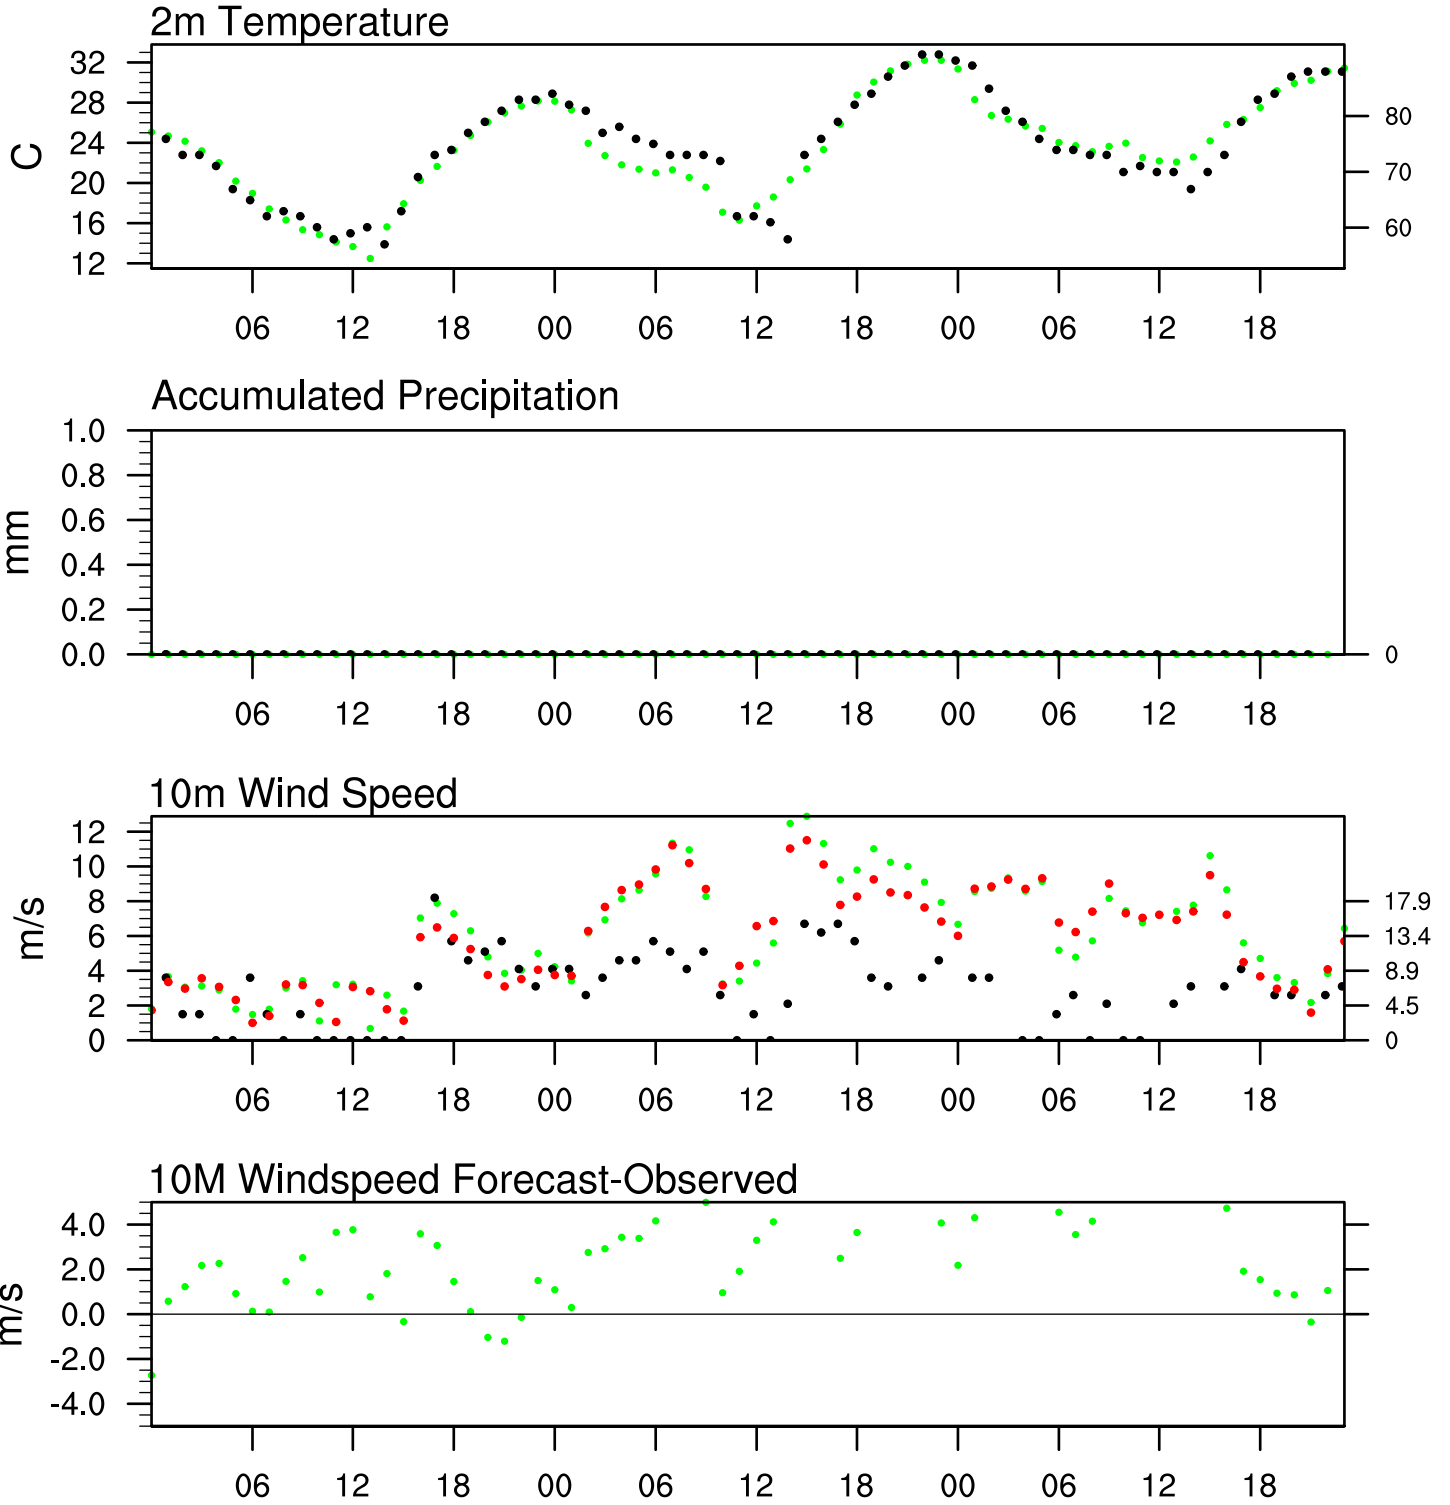 2m Temperature
32
28
24
20
16
12
C
80
70
60
06 12 18 00 06 12 18 00 06 12 18
Accumulated Precipitation
1.0
0.8
0.6
0.4
0.2
0.0
mm
0
06 12 18 00 06 12 18 00 06 12 18
10m Wind Speed
12
10
8
6
4
2
0
m/s
17.9
13.4
8.9
4.5
0
06 12 18 00 06 12 18 00 06 12 18
10M Windspeed Forecast-Observed
4.0
2.0
0.0
-2.0
-4.0
m/s
06 12 18 00 06 12 18 00 06 12 18